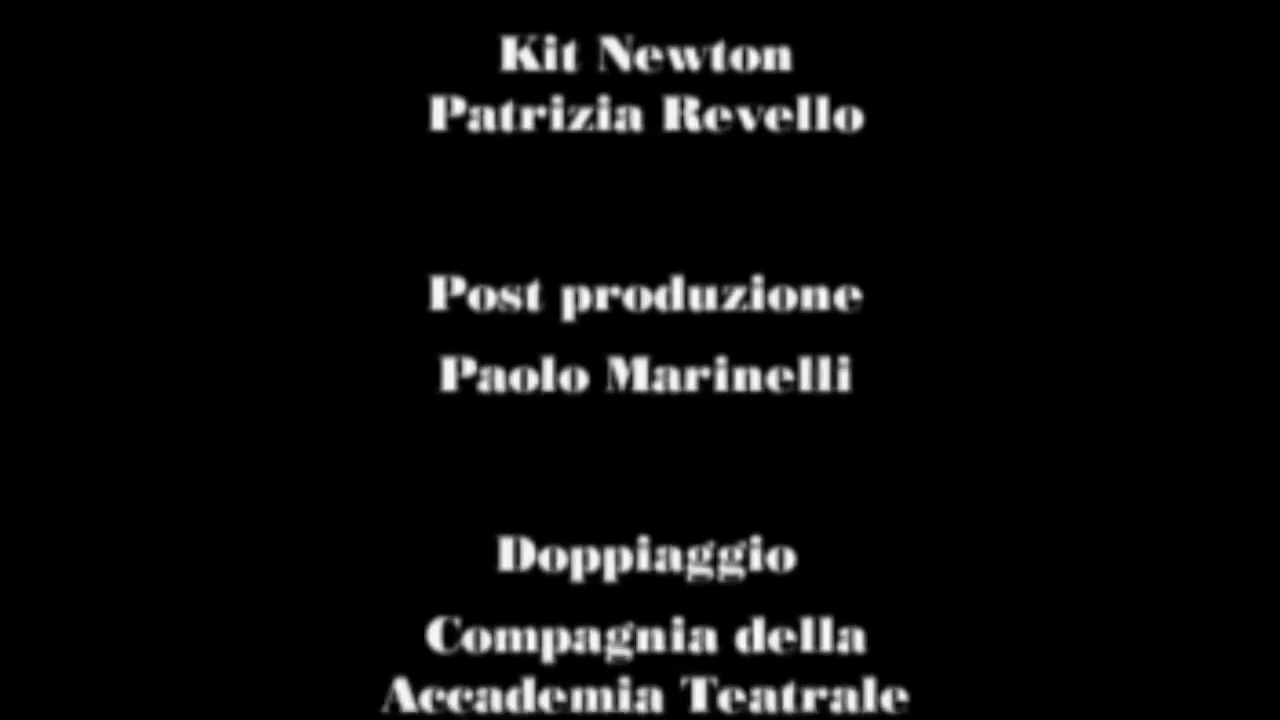 Kit Newton
Patrizia Revello
Post produzione
Paolo Marinelli
Doppiaggio
Compagnia della
Accademia Teatrale